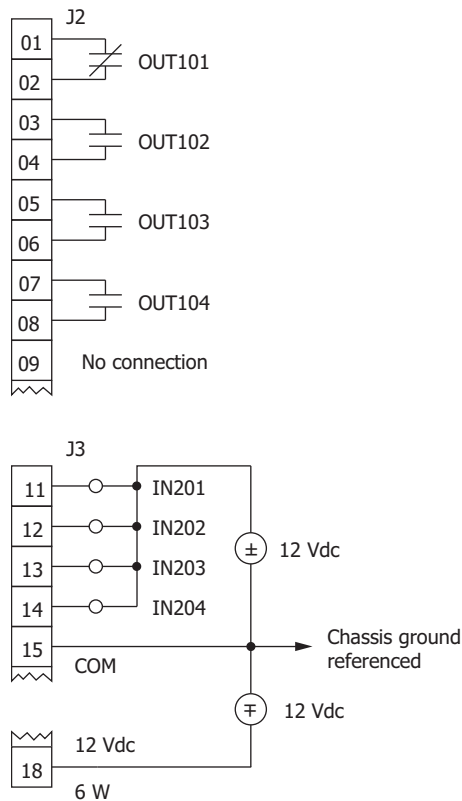 J2
01
OUT101
02
03
OUT102
04
05
OUT103
06
07
OUT104
08
09 No connection
J3
11 IN201
12 IN202
± 12 Vdc
13 IN203
14 IN204
15
COM
Chassis ground
referenced
∓ 12 Vdc
12 Vdc
18
6 W